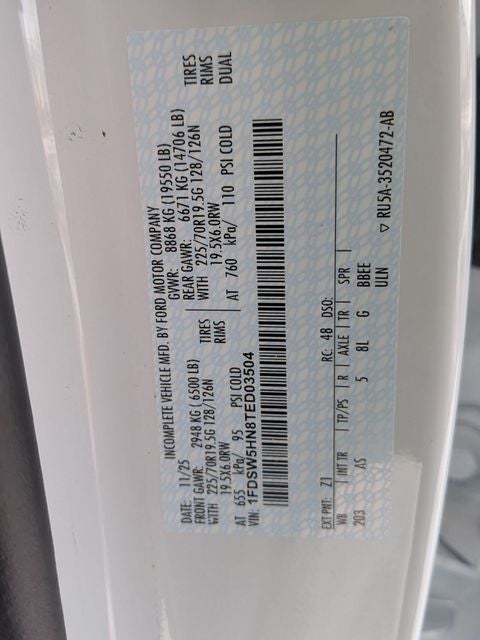 INCOMPLETE VEHICLE MFD. BY FORD MOTOR COMPANY
DATE: 11/25 GVWR: 8868 KG (19550 LB)
FRONT GAWR: 2948 KG ( 6500 LB) REAR GAWR: 6671 KG (14706 LB)
WITH 225/70R19.5G 128/126N TIRES WITH 225/70R19.5G 128/126N TIRES
19.5X6.0RW RIMS 19.5X6.0RW RIMS
AT 655 kPa/ 95 PSI COLD AT 760 kPa/ 110 PSI COLD DUAL
VIN: 1FDSW5HN8TED03504
EXT PNT: Z1 RC: 48 DSO:
WB INT TR TP/PS R AXLE TR SPR
203 AS 5 8L G BBEE
UIN
▽ RU5A-3520472-AB